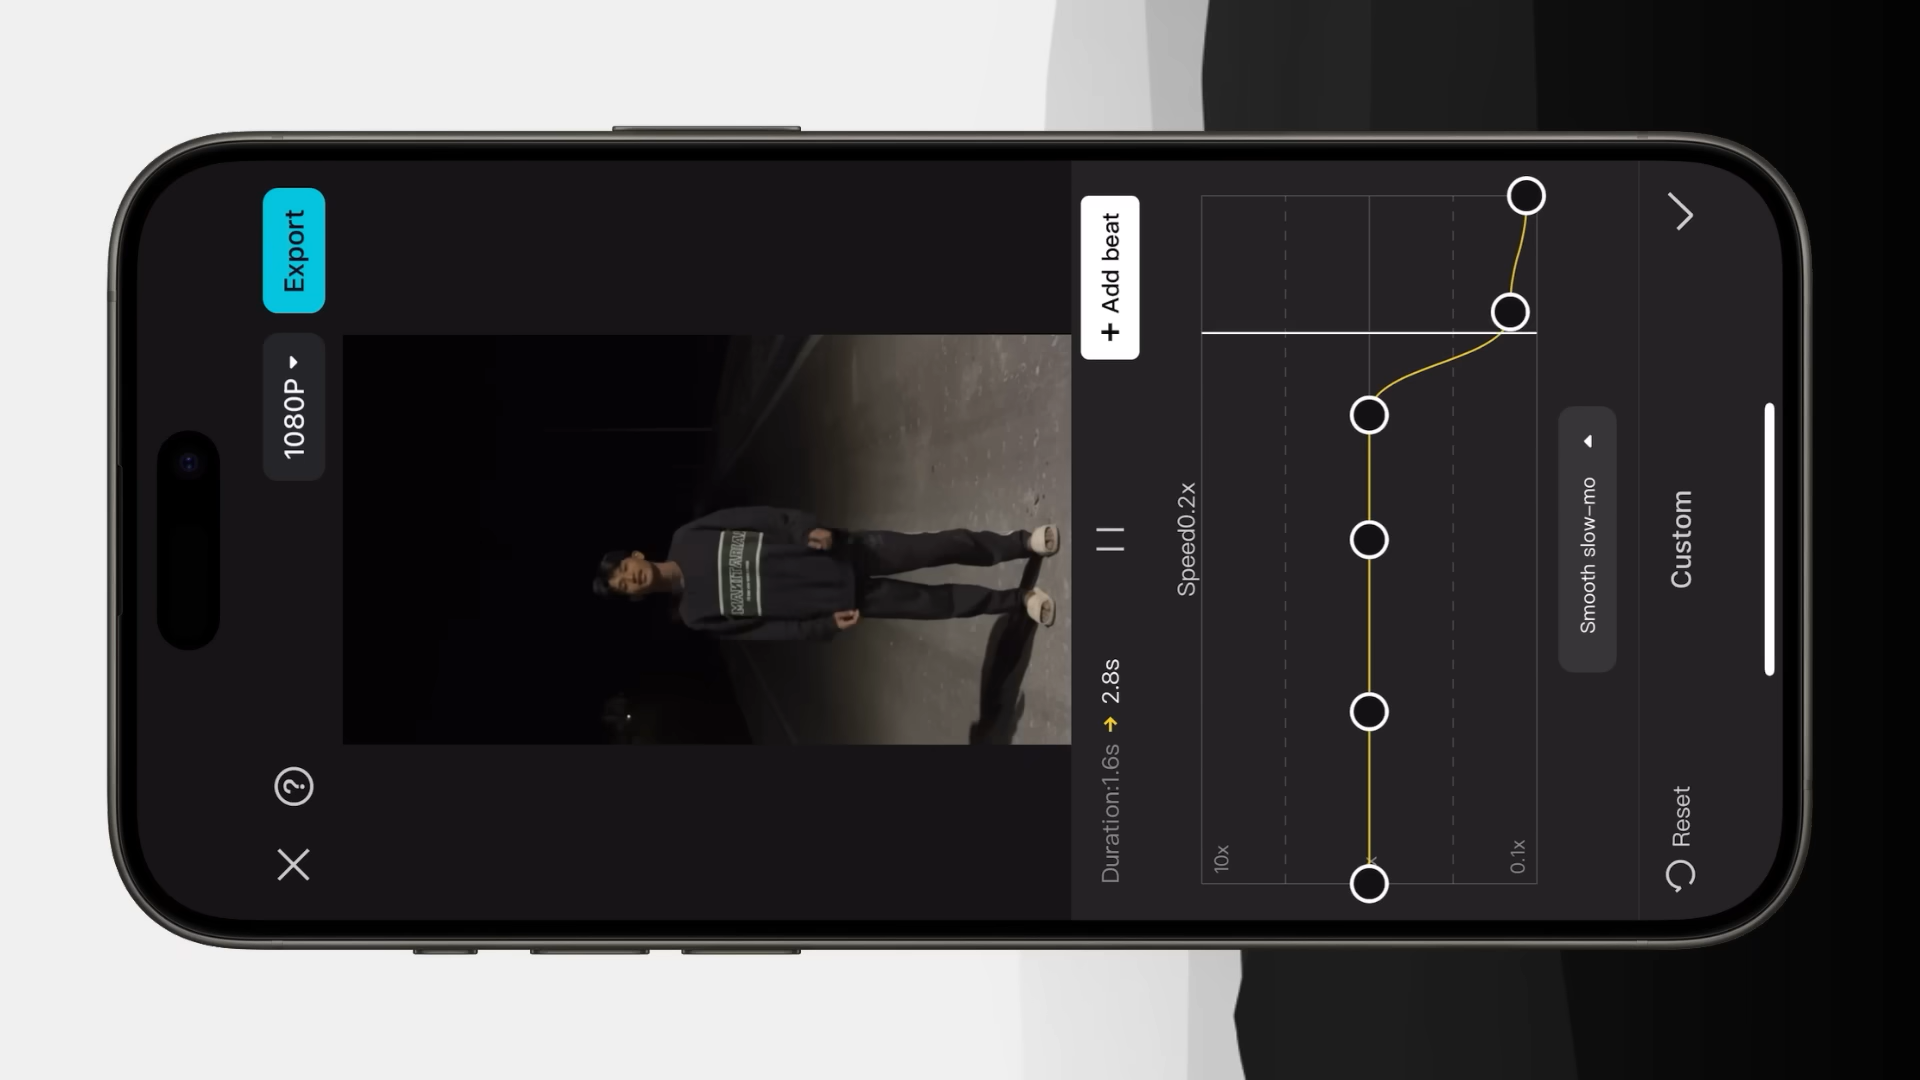 1080P
Export
MANITARIAN
Duration:1.6s → 2.8s
+ Add beat
Speed0.2x
10x
0.1x
Smooth slow-mo
Reset
Custom